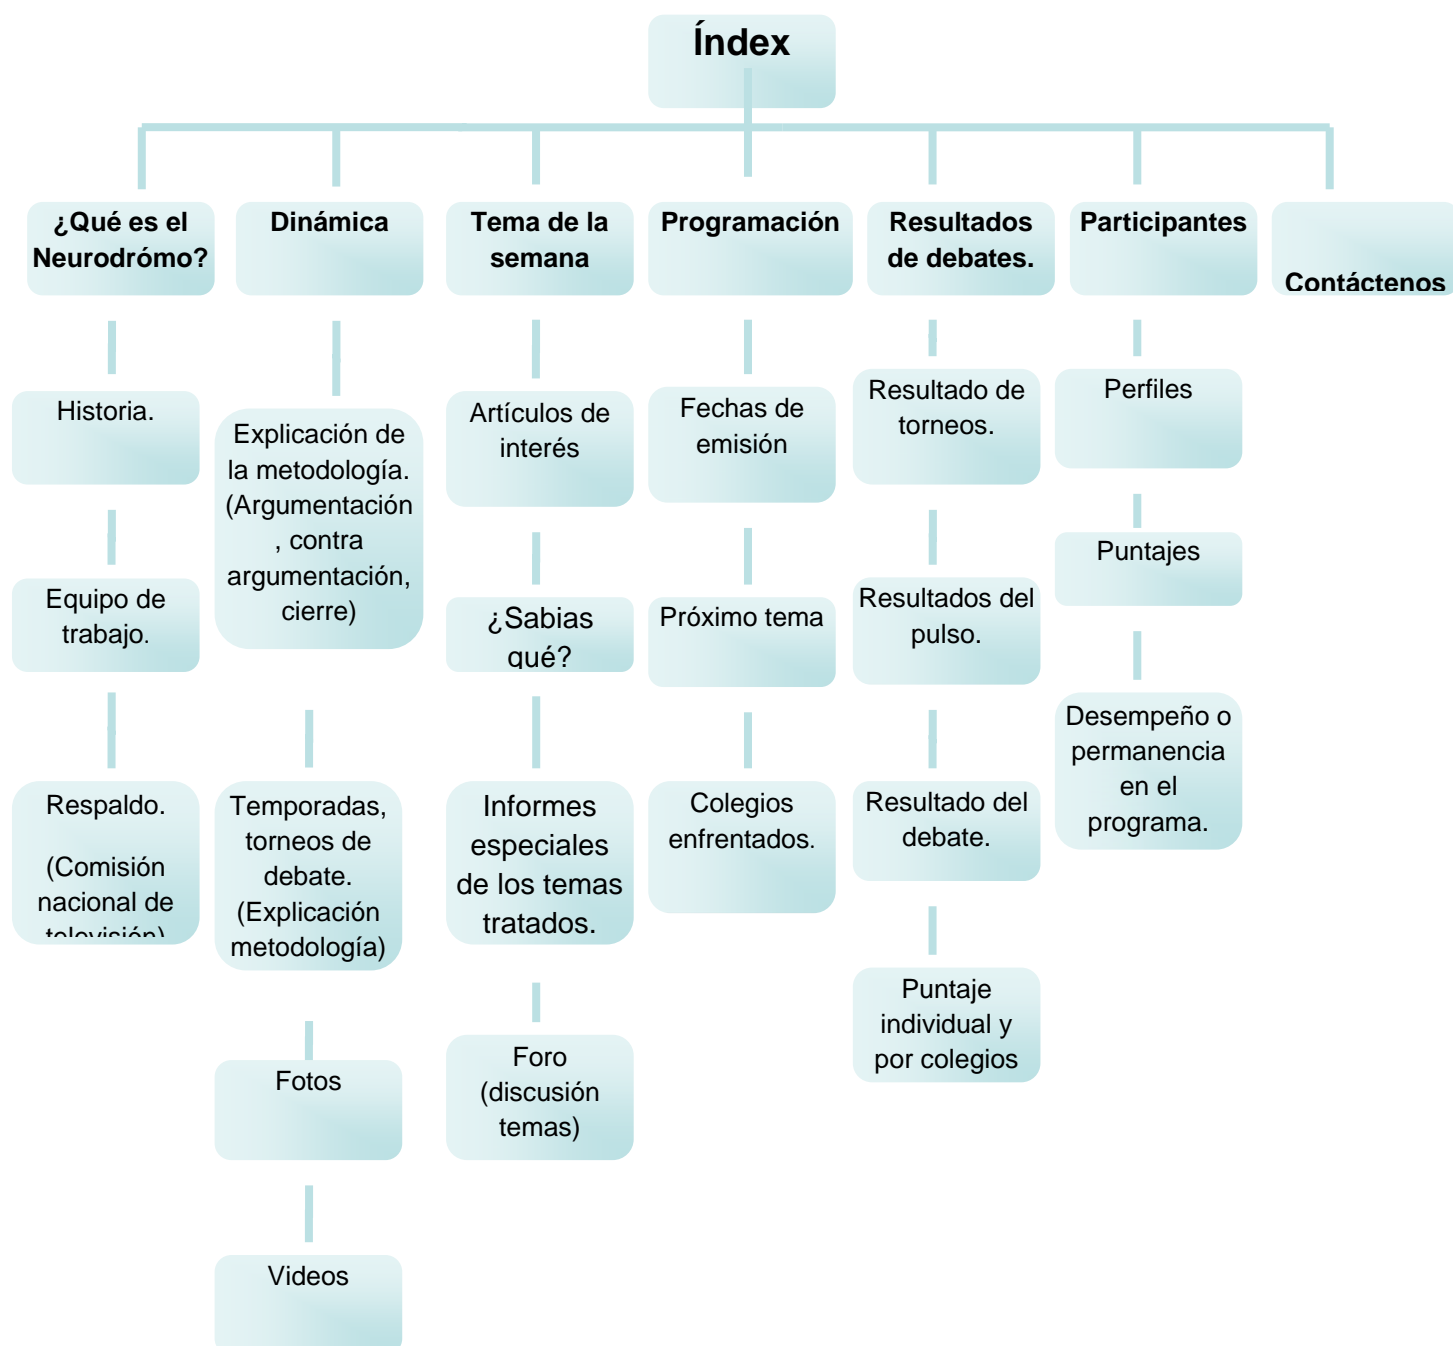 Índex
¿Qué es el
Neurodrómo?
Dinámica
Tema de la
semana
Programación
Resultados
de debates.
Participantes
Contáctenos
Historia.
Equipo de
trabajo.
Respaldo.
(Comisión
nacional de
televisión)
Explicación de
la metodología.
(Argumentación
, contra
argumentación,
cierre)
Temporadas,
torneos de
debate.
(Explicación
metodología)
Fotos
Videos
Artículos de
interés
¿Sabias
qué?
Informes
especiales
de los temas
tratados.
Foro
(discusión
temas)
Fechas de
emisión
Próximo tema
Colegios
enfrentados.
Resultado de
torneos.
Resultados del
pulso.
Resultado del
debate.
Puntaje
individual y
por colegios
Perfiles
Puntajes
Desempeño o
permanencia
en el
programa.